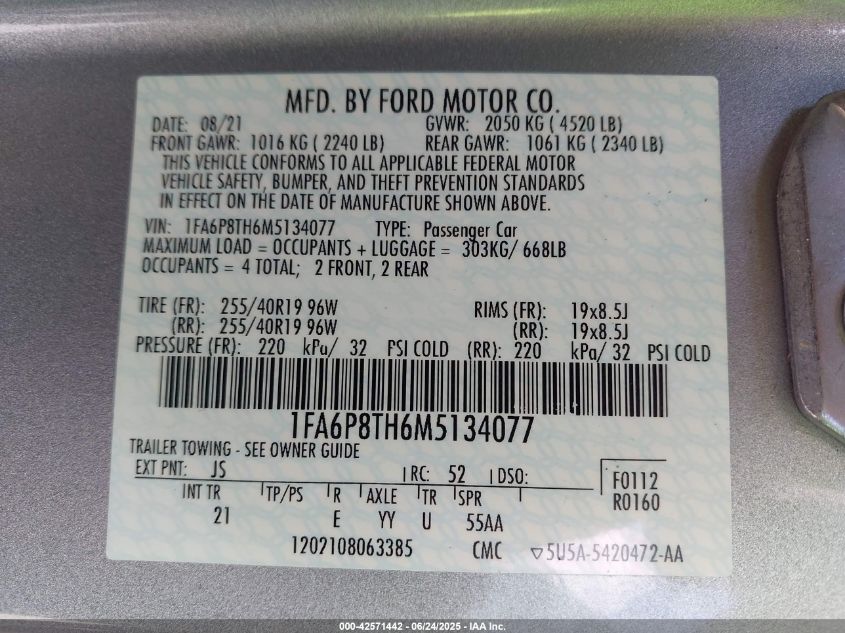 MFD. BY FORD MOTOR CO.
DATE: 08/21 GVWR: 2050 KG ( 4520 LB)
FRONT GAWR: 1016 KG ( 2240 LB) REAR GAWR: 1061 KG ( 2340 LB)
THIS VEHICLE CONFORMS TO ALL APPLICABLE FEDERAL MOTOR
VEHICLE SAFETY, BUMPER, AND THEFT PREVENTION STANDARDS
IN EFFECT ON THE DATE OF MANUFACTURE SHOWN ABOVE.
VIN: 1FA6P8TH6M5134077 TYPE: Passenger Car
MAXIMUM LOAD = OCCUPANTS + LUGGAGE = 303KG/ 668LB
OCCUPANTS = 4 TOTAL; 2 FRONT, 2 REAR
TIRE (FR): 255/40R19 96W RIMS (FR): 19x8.5J
(RR): 255/40R19 96W (RR): 19x8.5J
PRESSURE (FR): 220 kPa/ 32 PSI COLD (RR): 220 kPa/ 32 PSI COLD
1FA6P8TH6M5134077
TRAILER TOWING - SEE OWNER GUIDE
EXT PNT: JS RC: 52 DSO: F0112
R0160
INT TR TP/PS R AXLE TR SPR
21 E YY U 55AA
1202108063385 CMC ▽5U5A-5420472-AA
000-42571442 - 06/24/2025 - IAA Inc.